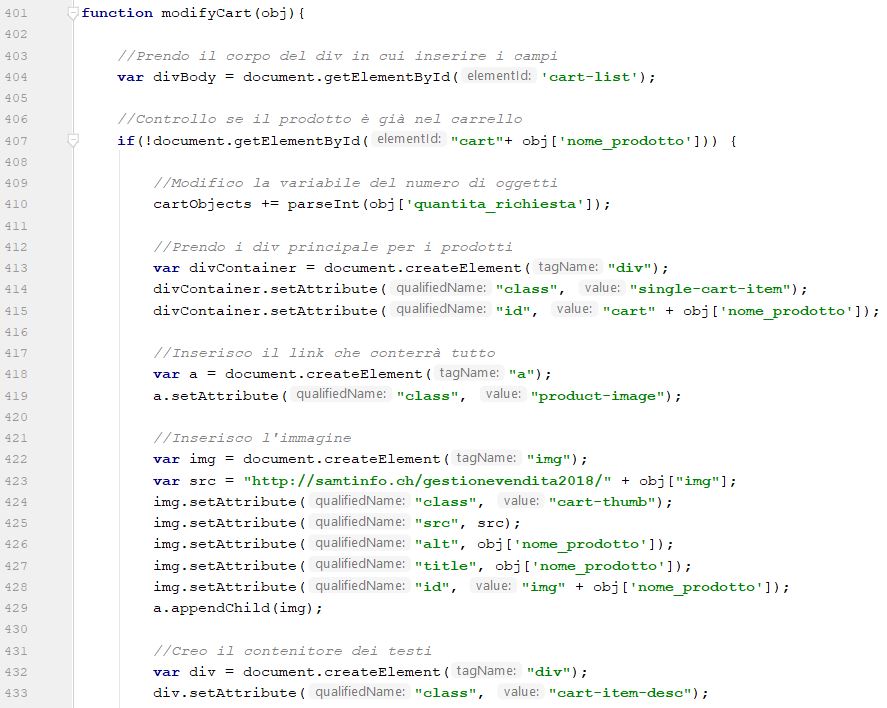 401 function modifyCart(obj){
402
403 //Prendo il corpo del div in cui inserire i campi
404 var divBody = document.getElementById( elementId: 'cart-list');
405
406 //Controllo se il prodotto è già nel carrello
407 if(!document.getElementById( elementId: "cart"+ obj['nome_prodotto'])) {
408
409 //Modifico la variabile del numero di oggetti
410 cartObjects += parseInt(obj['quantita_richiesta']);
411
412 //Prendo i div principale per i prodotti
413 var divContainer = document.createElement( tagName: "div");
414 divContainer.setAttribute( qualifiedName: "class", value: "single-cart-item");
415 divContainer.setAttribute( qualifiedName: "id", value: "cart" + obj['nome_prodotto']);
416
417 //Inserisco il link che conterrà tutto
418 var a = document.createElement( tagName: "a");
419 a.setAttribute( qualifiedName: "class", value: "product-image");
420
421 //Inserisco l'immagine
422 var img = document.createElement( tagName: "img");
423 var src = "http://samtinfo.ch/gestionevendita2018/" + obj["img"];
424 img.setAttribute( qualifiedName: "class", value: "cart-thumb");
425 img.setAttribute( qualifiedName: "src", src);
426 img.setAttribute( qualifiedName: "alt", obj['nome_prodotto']);
427 img.setAttribute( qualifiedName: "title", obj['nome_prodotto']);
428 img.setAttribute( qualifiedName: "id", value: "img" + obj['nome_prodotto']);
429 a.appendChild(img);
430
431 //Creo il contenitore dei testi
432 var div = document.createElement( tagName: "div");
433 div.setAttribute( qualifiedName: "class", value: "cart-item-desc");